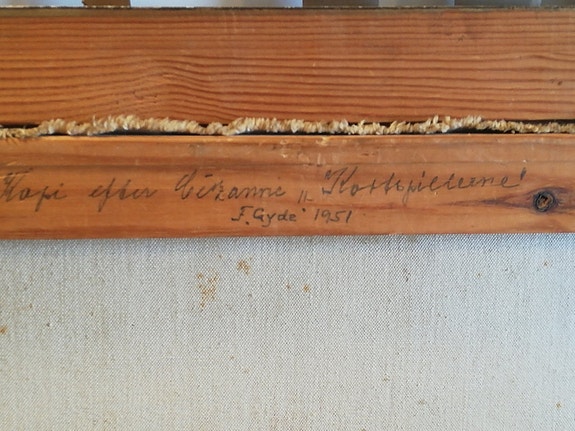 Kopi efter Cézanne „Kortspillerne"
F. Gyde 1951